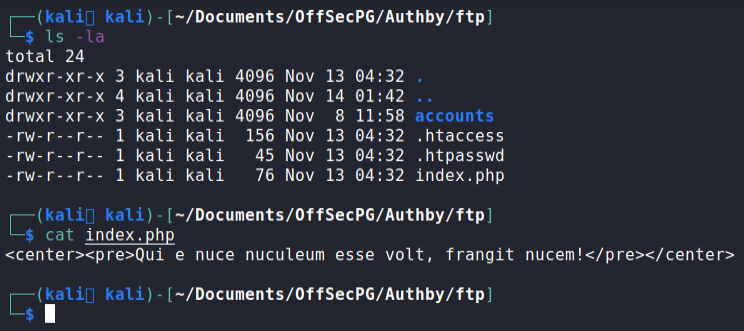 ┌──(kali㉿ kali)-[~/Documents/OffSecPG/Authby/ftp]
└─$ ls -la
total 24
drwxr-xr-x 3 kali kali 4096 Nov 13 04:32 .
drwxr-xr-x 4 kali kali 4096 Nov 14 01:42 ..
drwxr-xr-x 3 kali kali 4096 Nov  8 11:58 accounts
-rw-r--r-- 1 kali kali  156 Nov 13 04:32 .htaccess
-rw-r--r-- 1 kali kali   45 Nov 13 04:32 .htpasswd
-rw-r--r-- 1 kali kali   76 Nov 13 04:32 index.php
┌──(kali㉿ kali)-[~/Documents/OffSecPG/Authby/ftp]
└─$ cat index.php
<center><pre>Qui e nuce nuculeum esse volt, frangit nucem!</pre></center>
┌──(kali㉿ kali)-[~/Documents/OffSecPG/Authby/ftp]
└─$